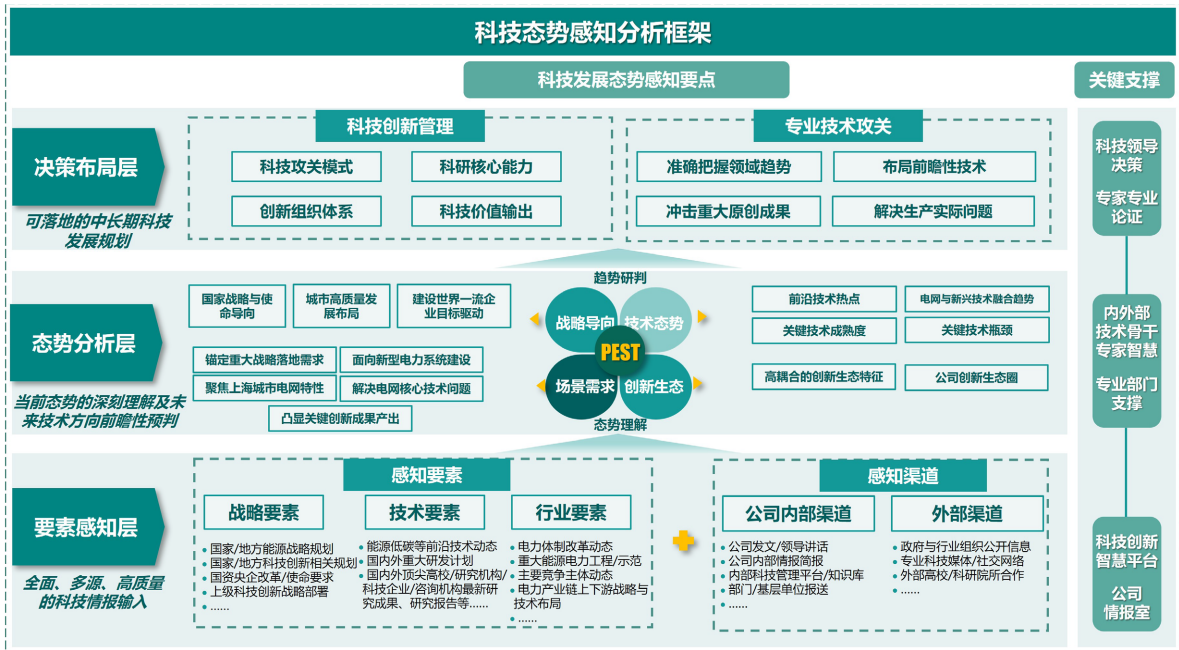 科技态势感知分析框架
科技发展态势感知要点
关键支撑
决策布局层
可落地的中长期科技
发展规划
科技创新管理
科技攻关模式
科研核心能力
创新组织体系
科技价值输出
专业技术攻关
准确把握领域趋势
布局前瞻性技术
冲击重大原创成果
解决生产实际问题
科技领导
决策
专家专业
论证
态势分析层
当前态势的深刻理解及未
来技术方向前瞻性预判
国家战略与使
命导向
城市高质量发
展布局
建设世界一流企
业目标驱动
锚定重大战略落地需求
面向新型电力系统建设
聚焦上海城市电网特性
解决电网核心技术问题
凸显关键创新成果产出
趋势研判
战略导向
技术态势
PEST
场景需求
创新生态
态势理解
前沿技术热点
电网与新兴技术融合趋势
关键技术成熟度
关键技术瓶颈
高耦合的创新生态特征
公司创新生态圈
内外部
技术骨干
专家智慧
专业部门
支撑
要素感知层
全面、多源、高质量
的科技情报输入
感知要素
战略要素
• 国家/地方能源战略规划
• 国家/地方科技创新相关规划
• 国资央企改革/使命要求
• 上级科技创新战略部署
• ......
技术要素
• 能源低碳等前沿技术动态
• 国内外重大研发计划
• 国内外顶尖高校/研究机构/
科技企业/咨询机构最新研
究成果、研究报告等......
行业要素
• 电力体制改革动态
• 重大能源电力工程/示范
• 主要竞争主体动态
• 电力产业链上下游战略与
技术布局
• ......
感知渠道
公司内部渠道
• 公司发文/领导讲话
• 公司内部情报简报
• 内部科技管理平台/知识库
• 部门/基层单位报送
• ......
外部渠道
• 政府与行业组织公开信息
• 专业科技媒体/社交网络
• 外部高校/科研院所合作
• ......
科技创新
智慧平台
公司
情报室